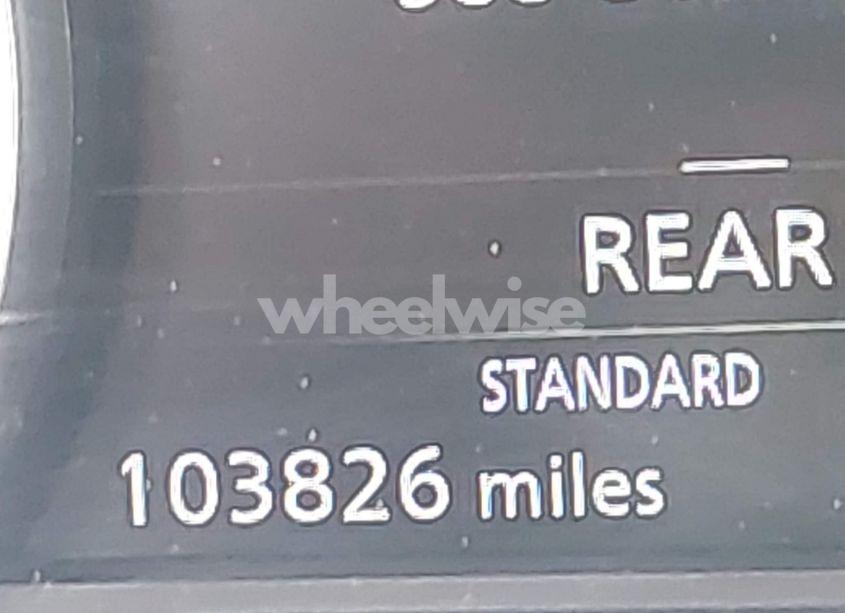 REAR
wheelwise
STANDARD
103826 miles